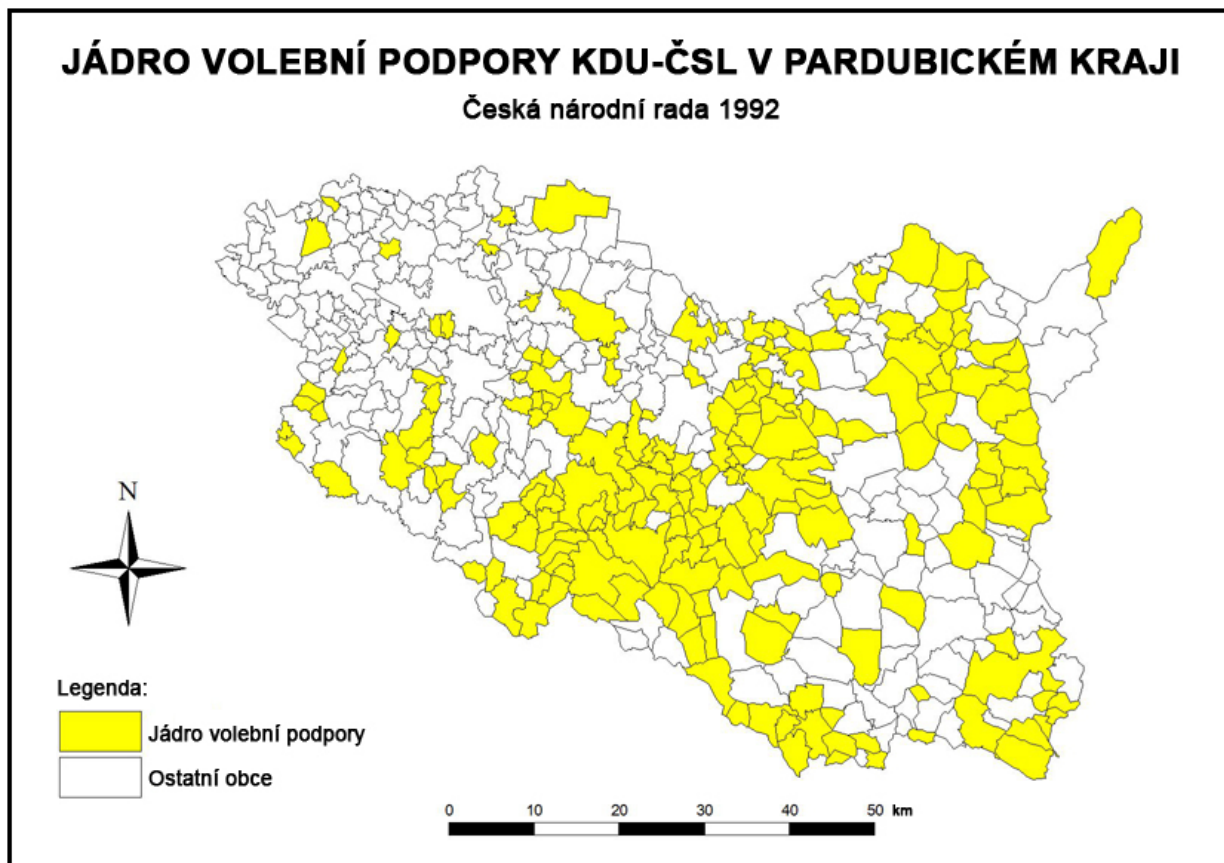 JÁDRO VOLEBNÍ PODPORY KDU-ČSL V PARDUBICKÉM KRAJI
Česká národní rada 1992
N
Legenda:
Jádro volební podpory
Ostatní obce
0 10 20 30 40 50 km